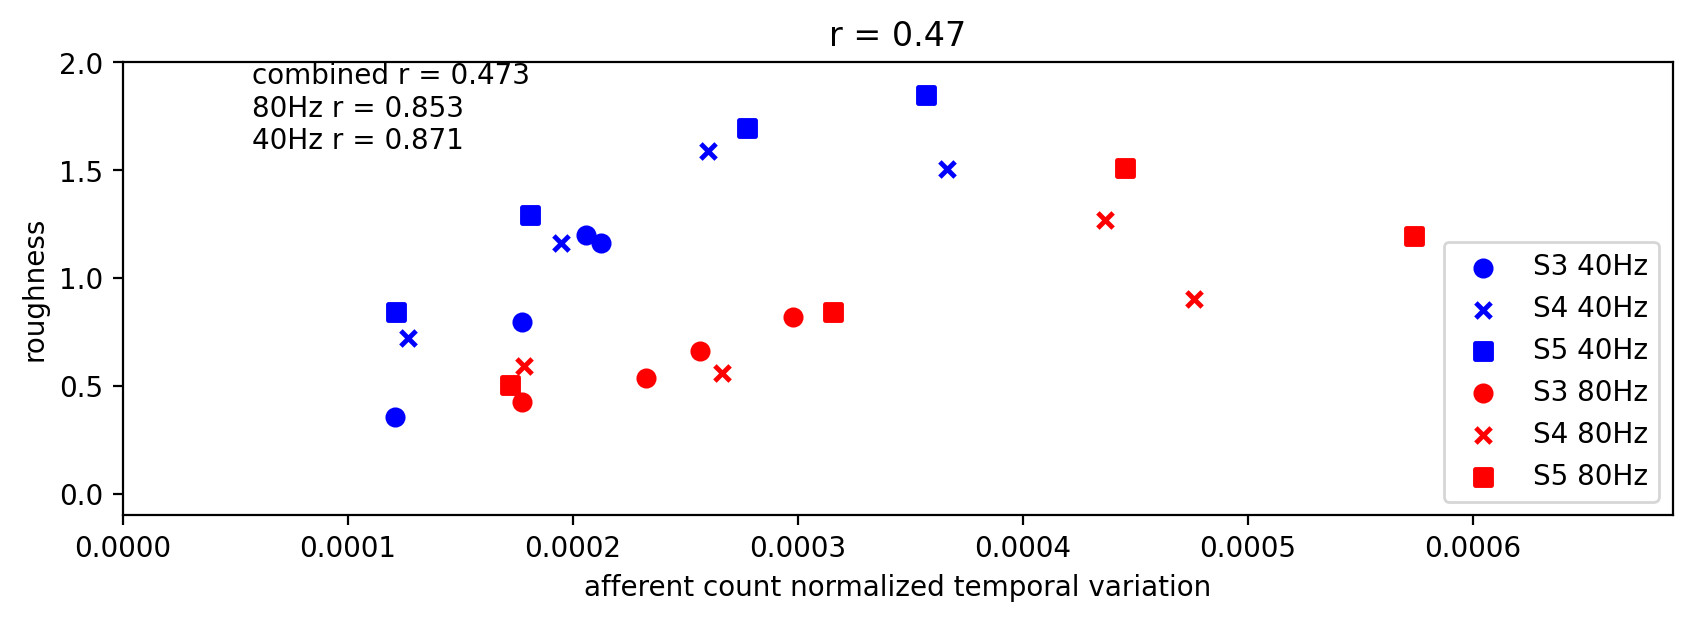 r = 0.47
combined r = 0.473
80Hz r = 0.853
40Hz r = 0.871
2.0
1.5
1.0
0.5
0.0
roughness
S3 40Hz
S4 40Hz
S5 40Hz
S3 80Hz
S4 80Hz
S5 80Hz
0.0000 0.0001 0.0002 0.0003 0.0004 0.0005 0.0006
afferent count normalized temporal variation